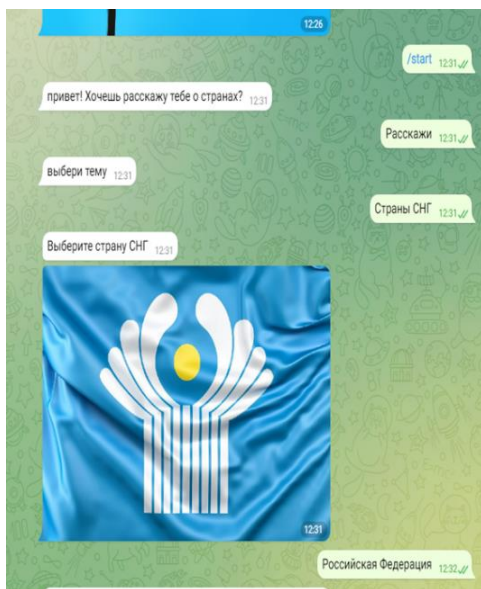 12:26
/start 12:31
привет! Хочешь расскажу тебе о странах? 12:31
Расскажи 12:31
выбери тему 12:31
Страны СНГ 12:31
Выберите страну СНГ 12:31
12:31
Российская Федерация 12:32